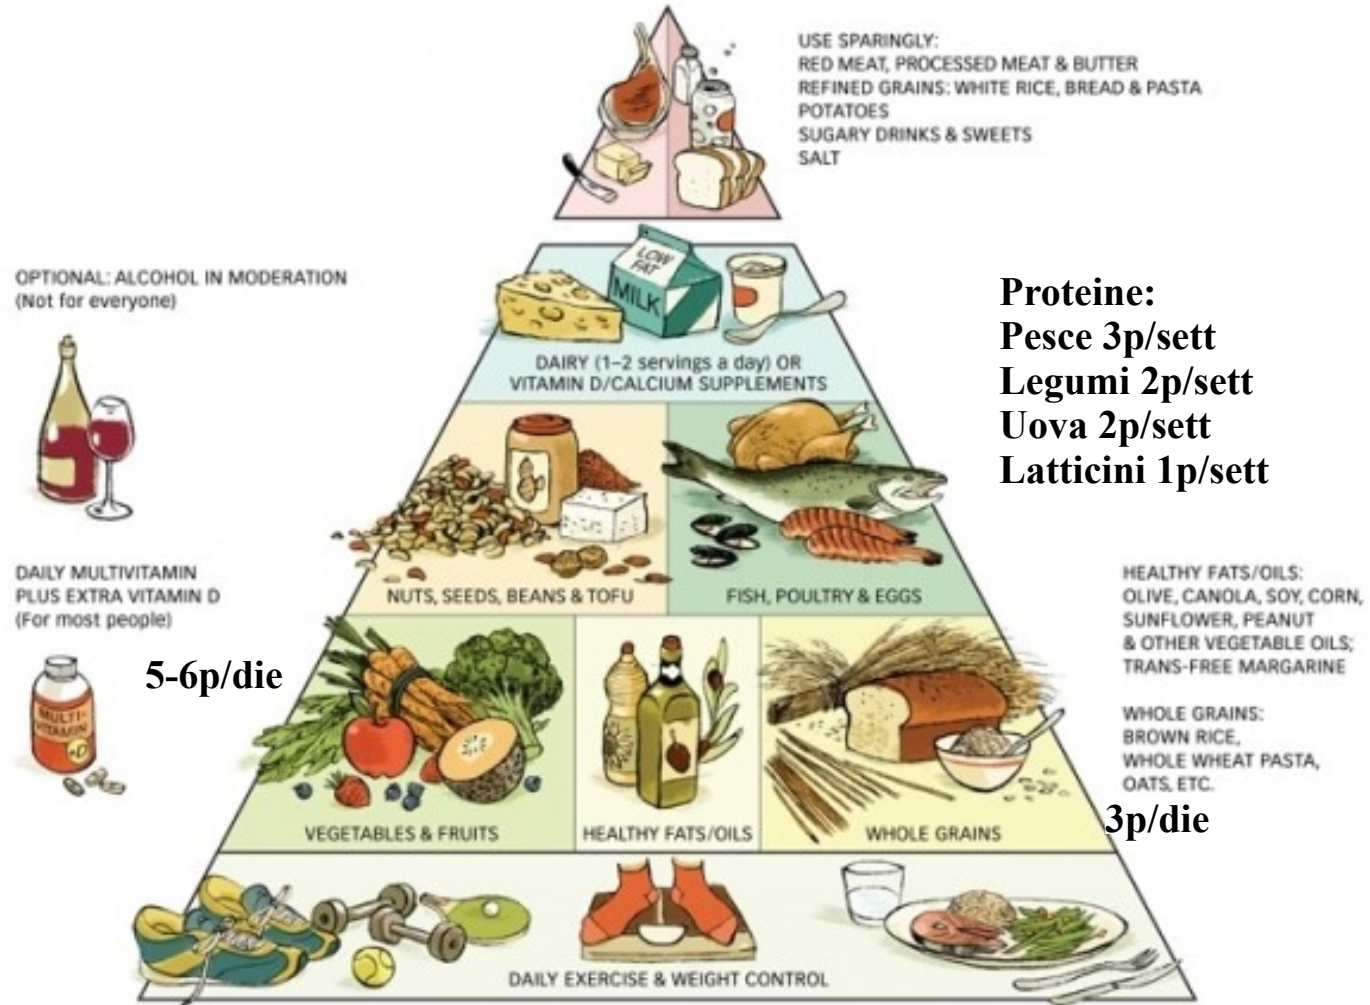 USE SPARINGLY:
RED MEAT, PROCESSED MEAT & BUTTER
REFINED GRAINS: WHITE RICE, BREAD & PASTA
POTATOES
SUGARY DRINKS & SWEETS
SALT
OPTIONAL: ALCOHOL IN MODERATION
(Not for everyone)
LOW
FAT
MILK
DAIRY (1–2 servings a day) OR
VITAMIN D/CALCIUM SUPPLEMENTS
Proteine:
Pesce 3p/sett
Legumi 2p/sett
Uova 2p/sett
Latticini 1p/sett
NUTS, SEEDS, BEANS & TOFU
FISH, POULTRY & EGGS
DAILY MULTIVITAMIN
PLUS EXTRA VITAMIN D
(For most people)
MULTI-
VITAMIN
+D
5-6p/die
HEALTHY FATS/OILS:
OLIVE, CANOLA, SOY, CORN,
SUNFLOWER, PEANUT
& OTHER VEGETABLE OILS;
TRANS-FREE MARGARINE
WHOLE GRAINS:
BROWN RICE,
WHOLE WHEAT PASTA,
OATS, ETC.
3p/die
VEGETABLES & FRUITS
HEALTHY FATS/OILS
WHOLE GRAINS
DAILY EXERCISE & WEIGHT CONTROL